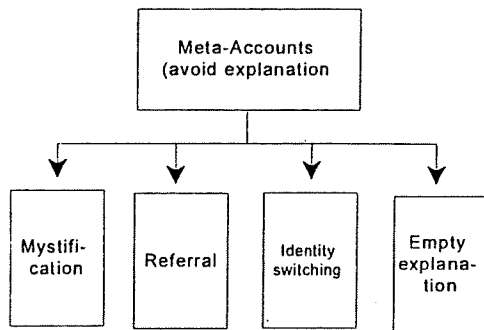 Meta-Accounts
(avoid explanation
Mystifi-
cation
Referral
Identity
switching
Empty
explana-
tion